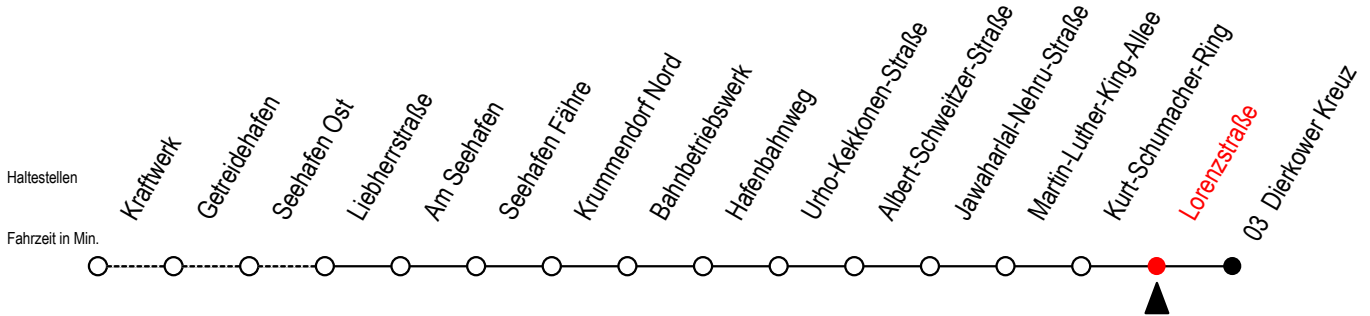 Haltestellen
Fahrzeit in Min.
Kraftwerk
Getreidehafen
Seehafen Ost
Liebherrstraße
Am Seehafen
Seehafen Fähre
Krummendorf Nord
Bahnbetriebswerk
Hafenbahnweg
Urho-Kekkonen-Straße
Albert-Schweitzer-Straße
Jawaharlal-Nehru-Straße
Martin-Luther-King-Allee
Kurt-Schumacher-Ring
Lorenzstraße
03 Dierkower Kreuz